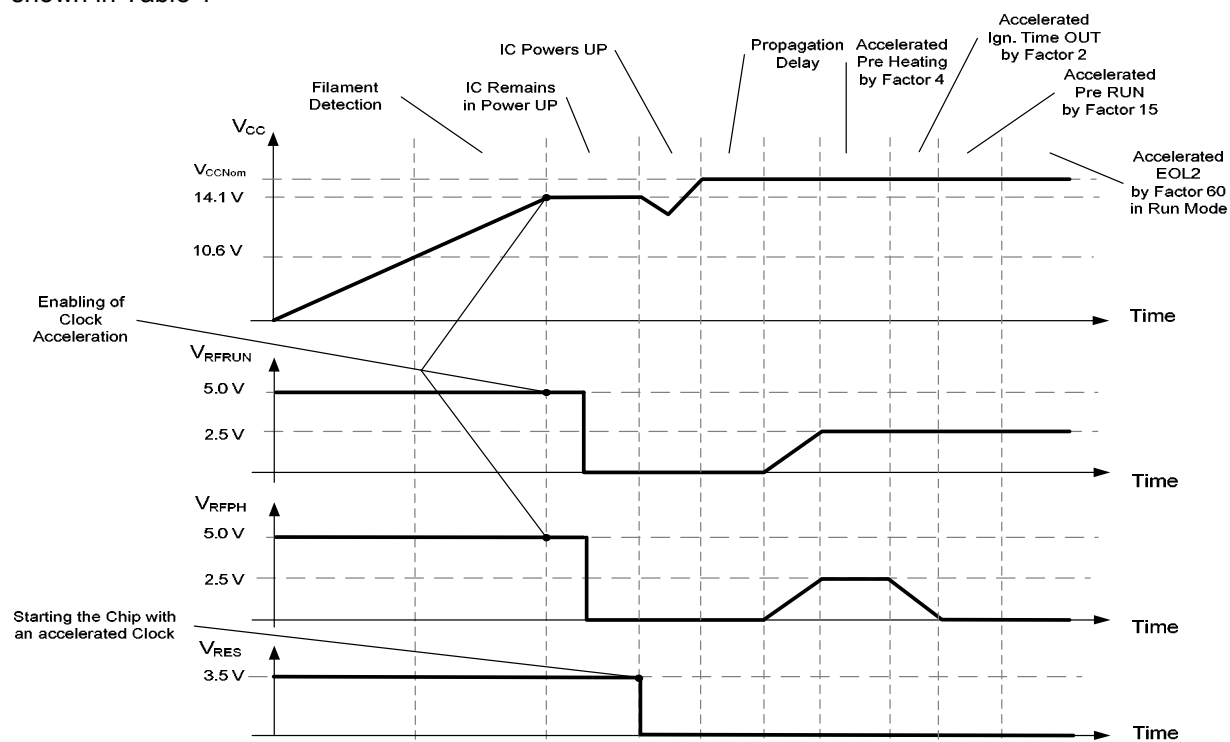 shown in Table 4
Accelerated
Ign. Time OUT
by Factor 2
IC Powers UP
Propagation
Delay
Accelerated
Pre Heating
by Factor 4
Accelerated
Pre RUN
by Factor 15
Filament
Detection
IC Remains
in Power UP
Accelerated
EOL2
by Factor 60
in Run Mode
VCC
VCCNom
14.1 V
10.6 V
Time
Enabling of
Clock
Acceleration
VRFRUN
5.0 V
2.5 V
Time
VRFPH
5.0 V
2.5 V
Time
Starting the Chip with
an accelerated Clock
VRES
3.5 V
Time